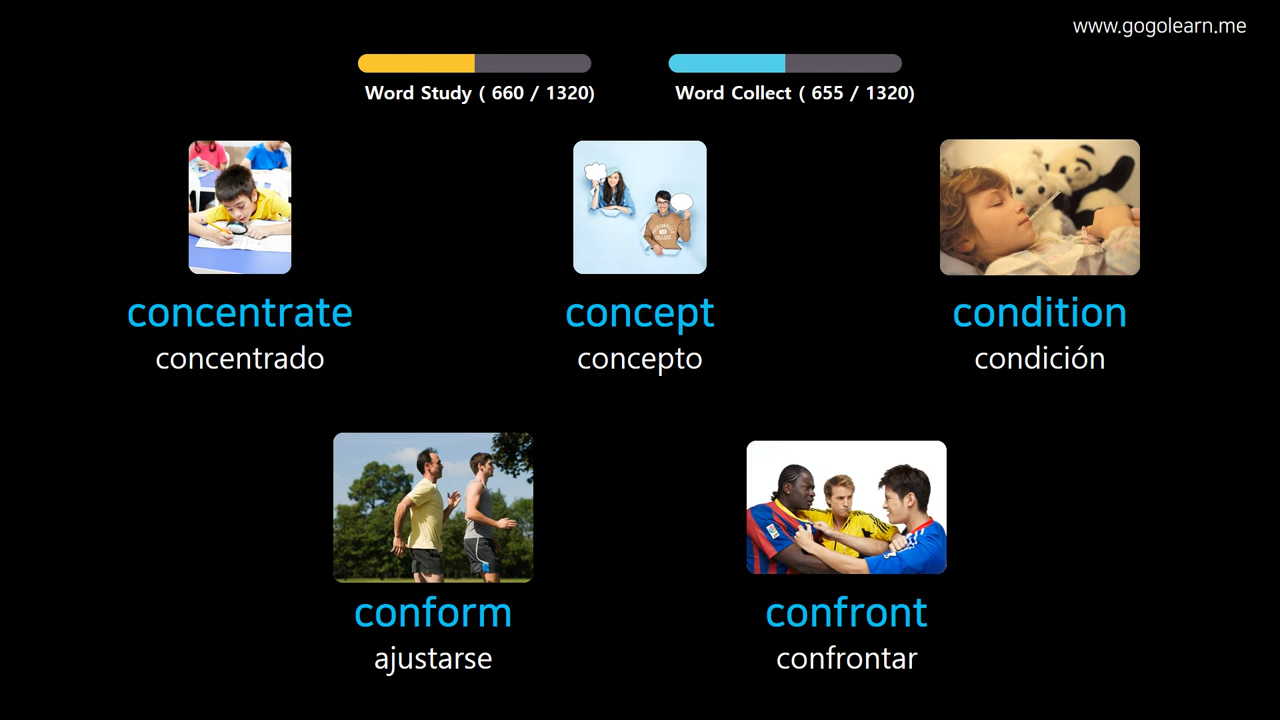 www.gogolearn.me
Word Study ( 660 / 1320)
Word Collect ( 655 / 1320)
concentrate
concentrado
concept
concepto
condition
condición
conform
ajustarse
confront
confrontar